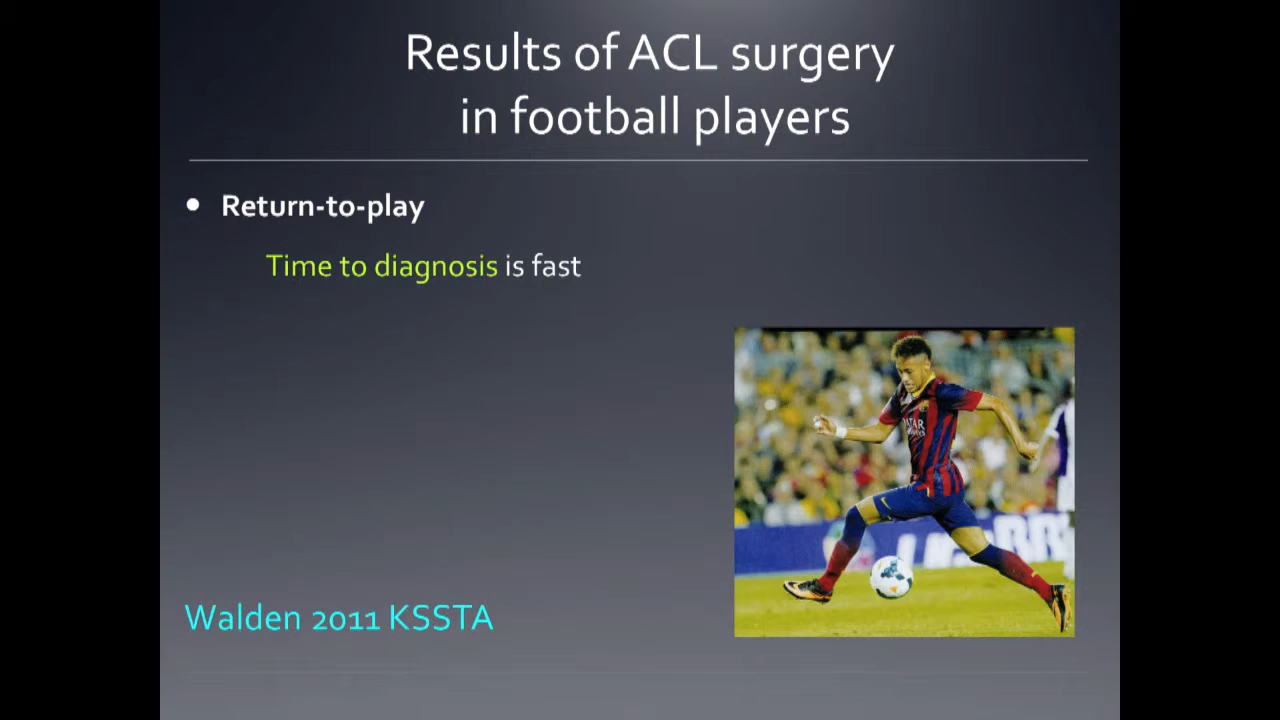 Results of ACL surgery
in football players
• Return-to-play
Time to diagnosis is fast
Walden 2011 KSSTA